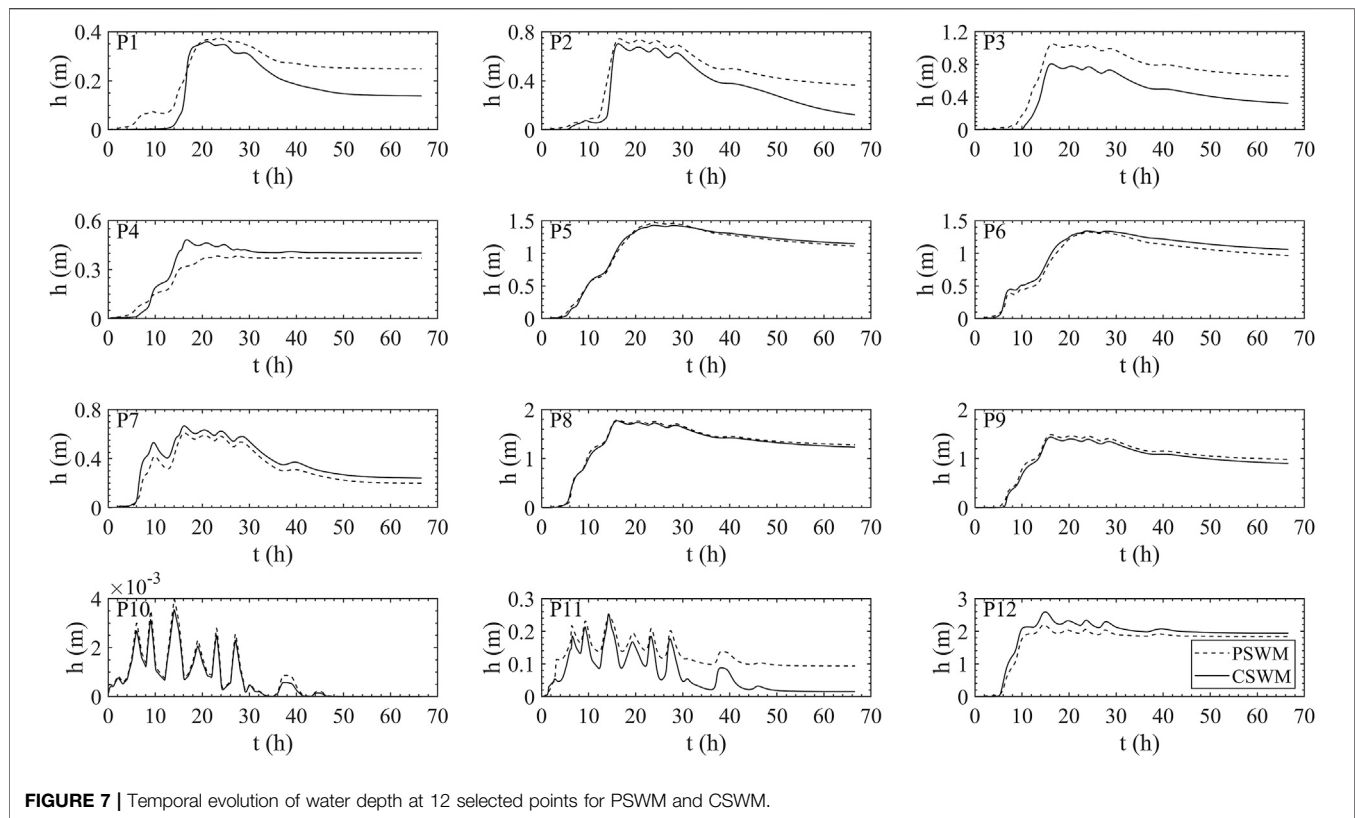 P1
h (m)
0.4
0.2
0
0 10 20 30 40 50 60 70
t (h)
P2
h (m)
0.8
0.4
0
0 10 20 30 40 50 60 70
t (h)
P3
h (m)
1.2
0.8
0.4
0
0 10 20 30 40 50 60 70
t (h)
P4
h (m)
0.6
0.3
0
0 10 20 30 40 50 60 70
t (h)
P5
h (m)
1.5
1
0.5
0
0 10 20 30 40 50 60 70
t (h)
P6
h (m)
1.5
1
0.5
0
0 10 20 30 40 50 60 70
t (h)
P7
h (m)
0.8
0.4
0
0 10 20 30 40 50 60 70
t (h)
P8
h (m)
2
1
0
0 10 20 30 40 50 60 70
t (h)
P9
h (m)
2
1
0
0 10 20 30 40 50 60 70
t (h)
×10⁻³
P10
h (m)
4
2
0
0 10 20 30 40 50 60 70
t (h)
P11
h (m)
0.3
0.2
0.1
0
0 10 20 30 40 50 60 70
t (h)
P12
h (m)
3
2
1
0
0 10 20 30 40 50 60 70
t (h)
PSWM
CSWM
FIGURE 7 | Temporal evolution of water depth at 12 selected points for PSWM and CSWM.